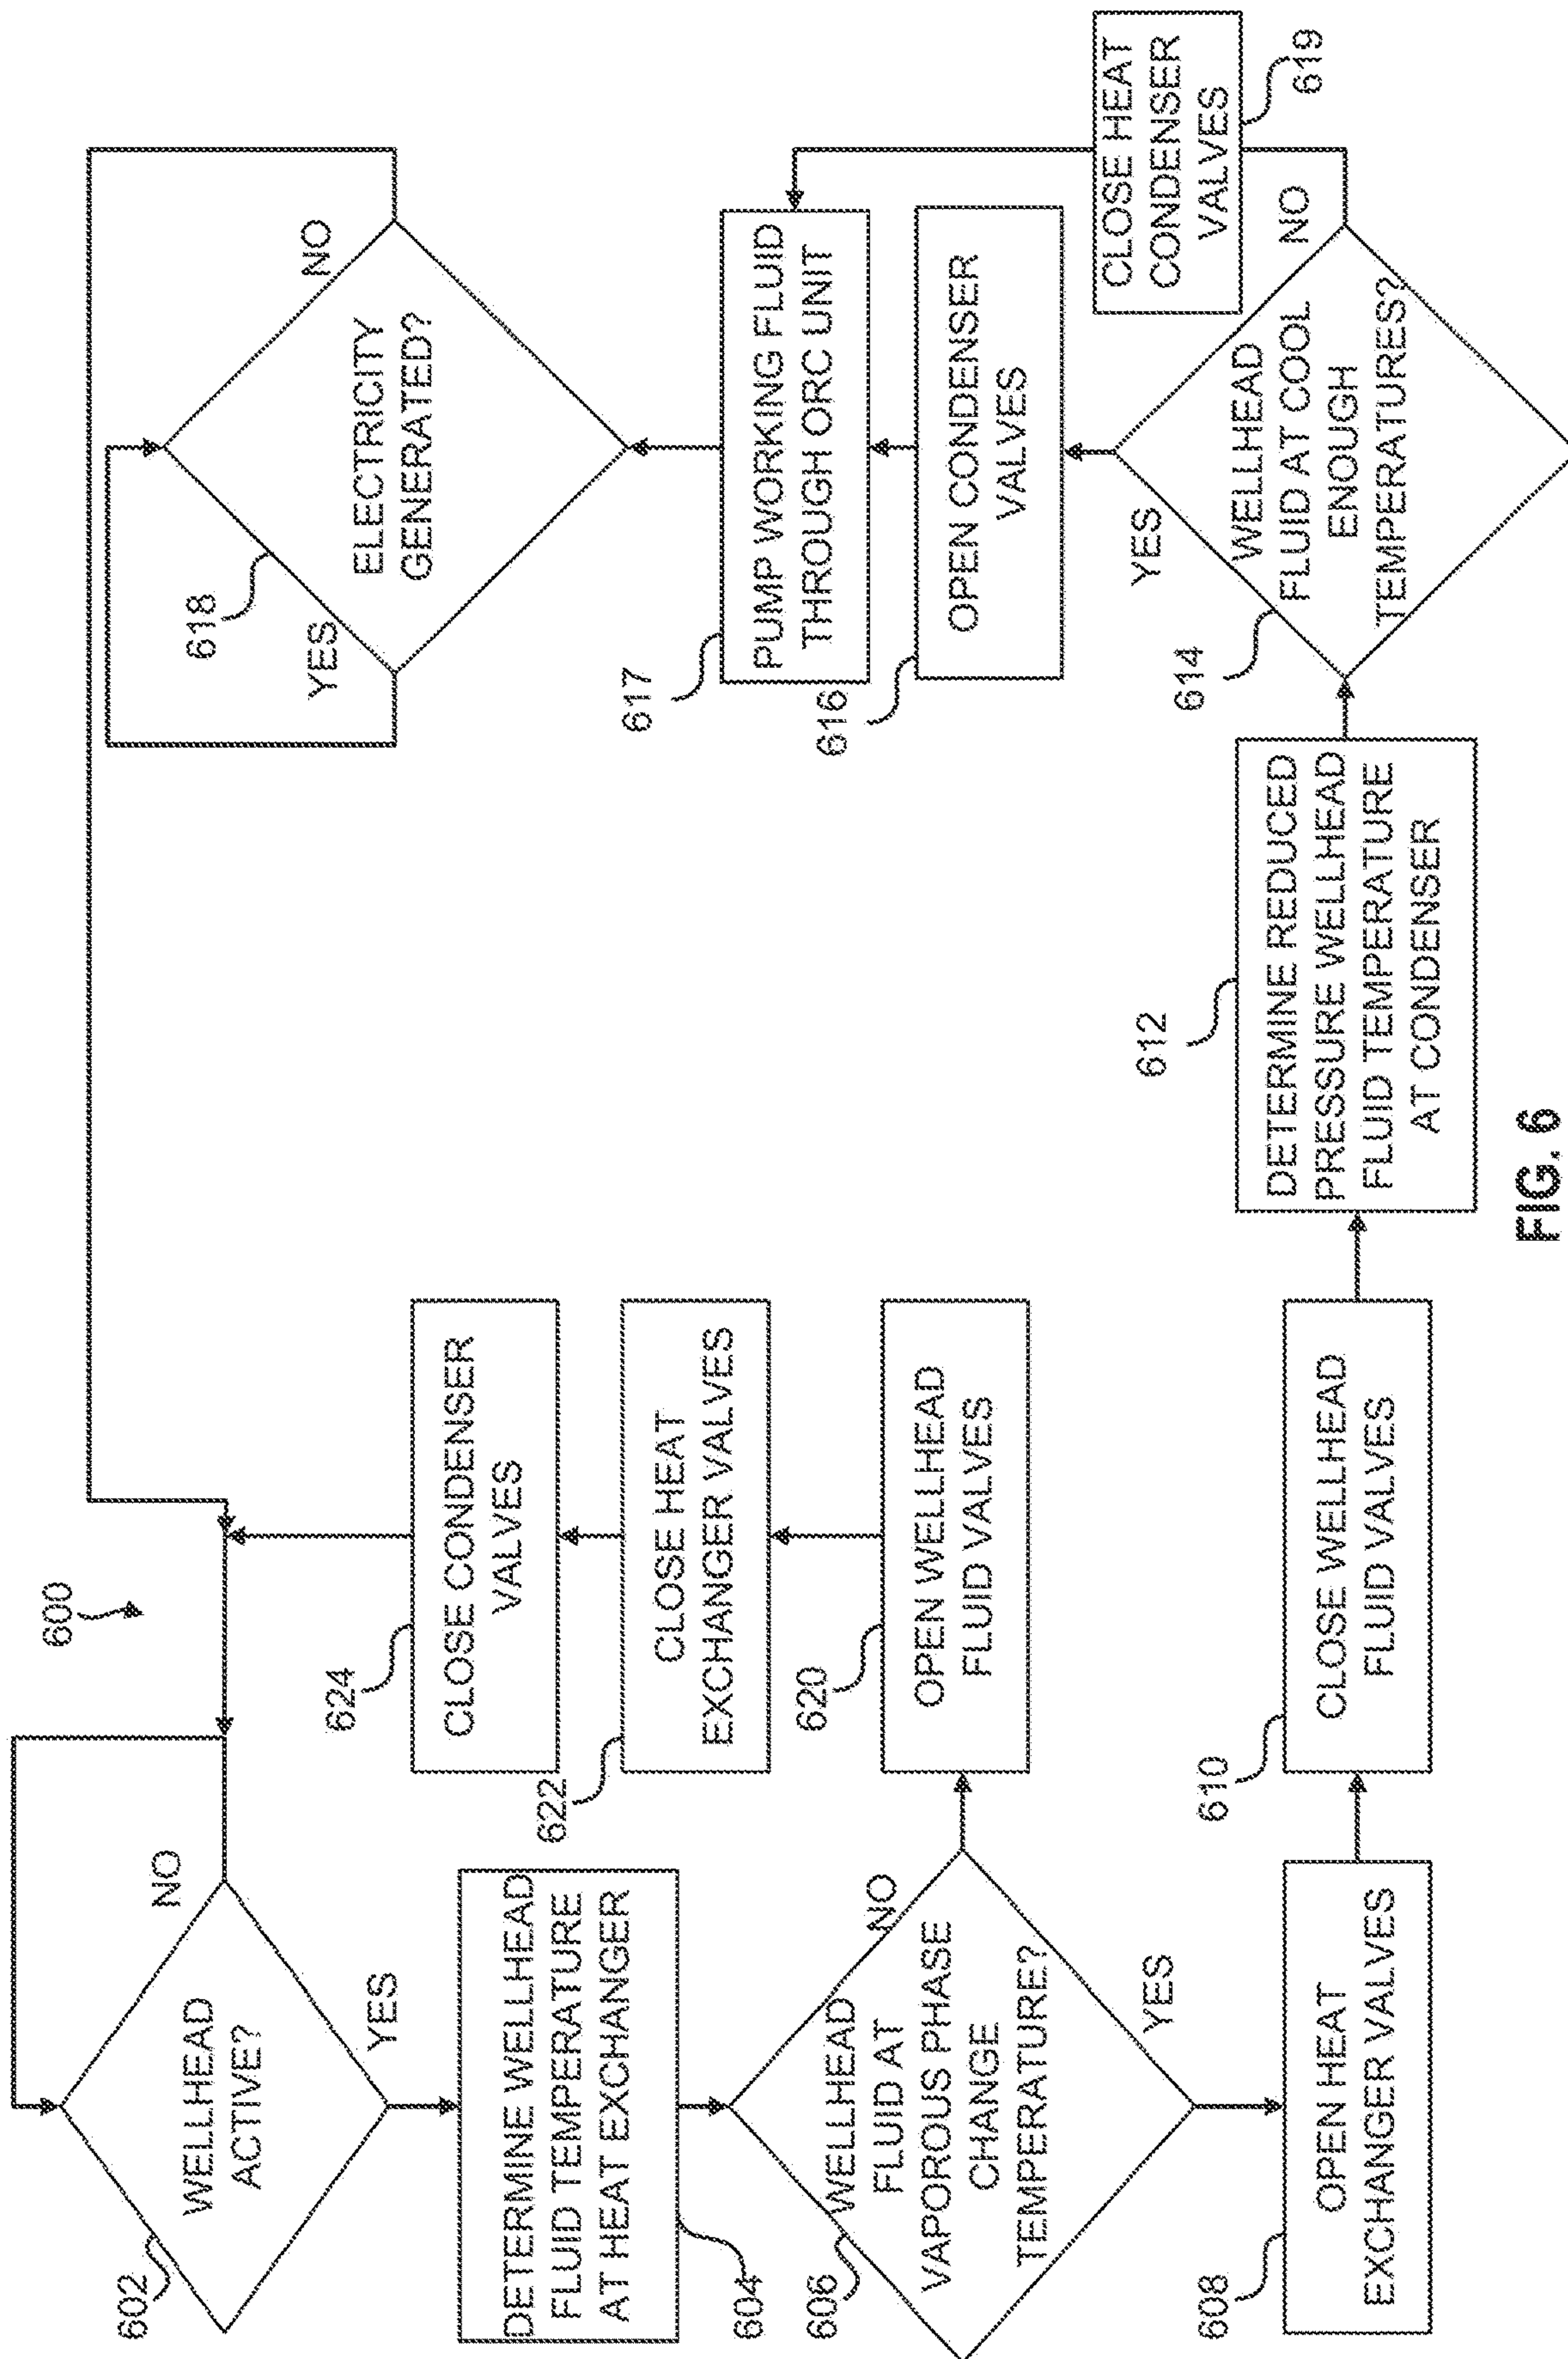 600
602
WELLHEAD
ACTIVE?
NO
YES
604
DETERMINE WELLHEAD
FLUID TEMPERATURE
AT HEAT EXCHANGER
606
WELLHEAD
FLUID AT
VAPOROUS PHASE
CHANGE
TEMPERATURE?
NO
YES
608
OPEN HEAT
EXCHANGER VALVES
610
CLOSE WELLHEAD
FLUID VALVES
620
OPEN WELLHEAD
FLUID VALVES
622
CLOSE HEAT
EXCHANGER VALVES
624
CLOSE CONDENSER
VALVES
612
DETERMINE REDUCED
PRESSURE WELLHEAD
FLUID TEMPERATURE
AT CONDENSER
614
WELLHEAD
FLUID AT COOL
ENOUGH
TEMPERATURES?
YES
NO
616
OPEN CONDENSER
VALVES
619
CLOSE HEAT
CONDENSER
VALVES
617
PUMP WORKING FLUID
THROUGH ORC UNIT
618
ELECTRICITY
GENERATED?
YES
NO
FIG. 6